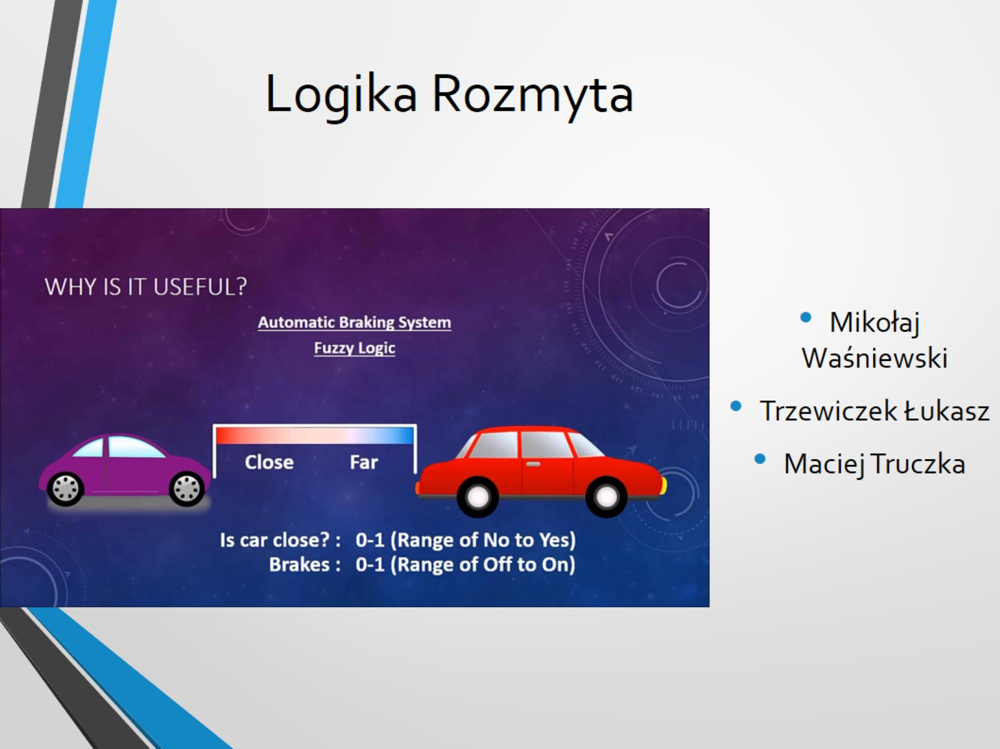 Logika Rozmyta
WHY IS IT USEFUL?
Automatic Braking System
Fuzzy Logic
Close Far
Is car close? : 0-1 (Range of No to Yes)
Brakes : 0-1 (Range of Off to On)
• Mikołaj
Waśniewski
• Trzewiczek Łukasz
• Maciej Truczka